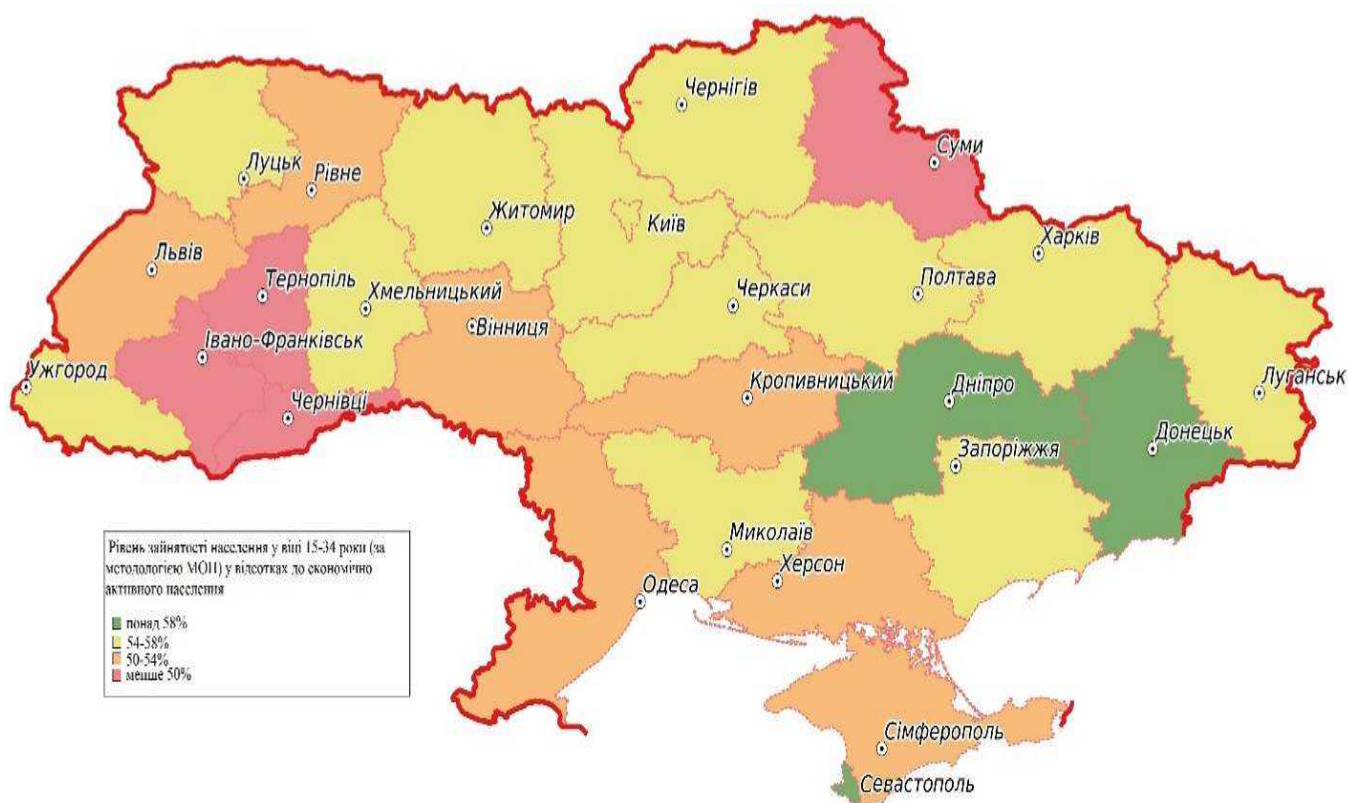 Чернігів
Суми
Луцьк
Рівне
Житомир
Київ
Харків
Львів
Тернопіль
Хмельницький
Черкаси
Полтава
Вінниця
Івано-Франківськ
Ужгород
Чернівці
Кропивницький
Дніпро
Луганськ
Донецьк
Запоріжжя
Миколаїв
Херсон
Одеса
Сімферополь
Севастополь
Рівень зайнятості населення у віці 15-34 роки (за
методологією МОП) у відсотках до економічно
активного населення
понад 58%
54-58%
50-54%
менше 50%